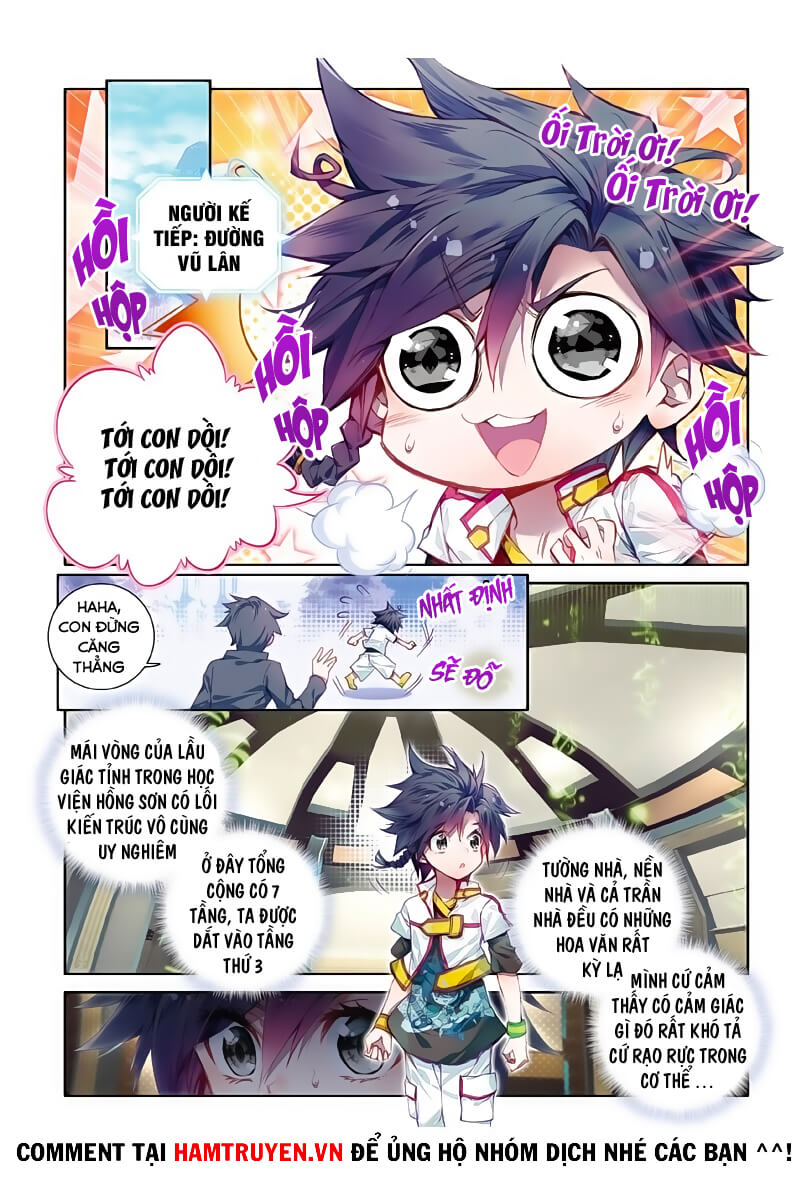 NGƯỜI KẾ
TIẾP: ĐƯỜNG
VŨ LÂN
Ối Trời Ơi!
Ối Trời Ơi!
HỒI
HỘP
HỒI
HỘP
HỒI
HỘP
TỚI CON DỒI!
TỚI CON DỒI!
TỚI CON DỒI!
HAHA,
CON ĐỪNG
CĂNG
THẲNG
NHẤT ĐỊNH
SẼ ĐỖ
MÁI VÒNG CỦA LẦU
GIÁC TỈNH TRONG HỌC
VIỆN HỒNG SƠN CÓ LỐI
KIẾN TRÚC VÔ CÙNG
UY NGHIÊM
Ở ĐÂY TỔNG
CỘNG CÓ 7
TẦNG, TA ĐƯỢC
DẮT VÀO TẦNG
THỨ 3
TƯỜNG NHÀ, NỀN
NHÀ VÀ CẢ TRẦN
NHÀ ĐỀU CÓ NHỮNG
HOA VĂN RẤT
KỲ LẠ
MÌNH CỨ CẢM
THẤY CÓ CẢM GIÁC
GÌ ĐÓ RẤT KHÓ TẢ
CỨ RẠO RỰC TRONG
CƠ THỂ ...
COMMENT TẠI HAMTRUYEN.VN ĐỂ ỦNG HỘ NHÓM DỊCH NHÉ CÁC BẠN ^^!